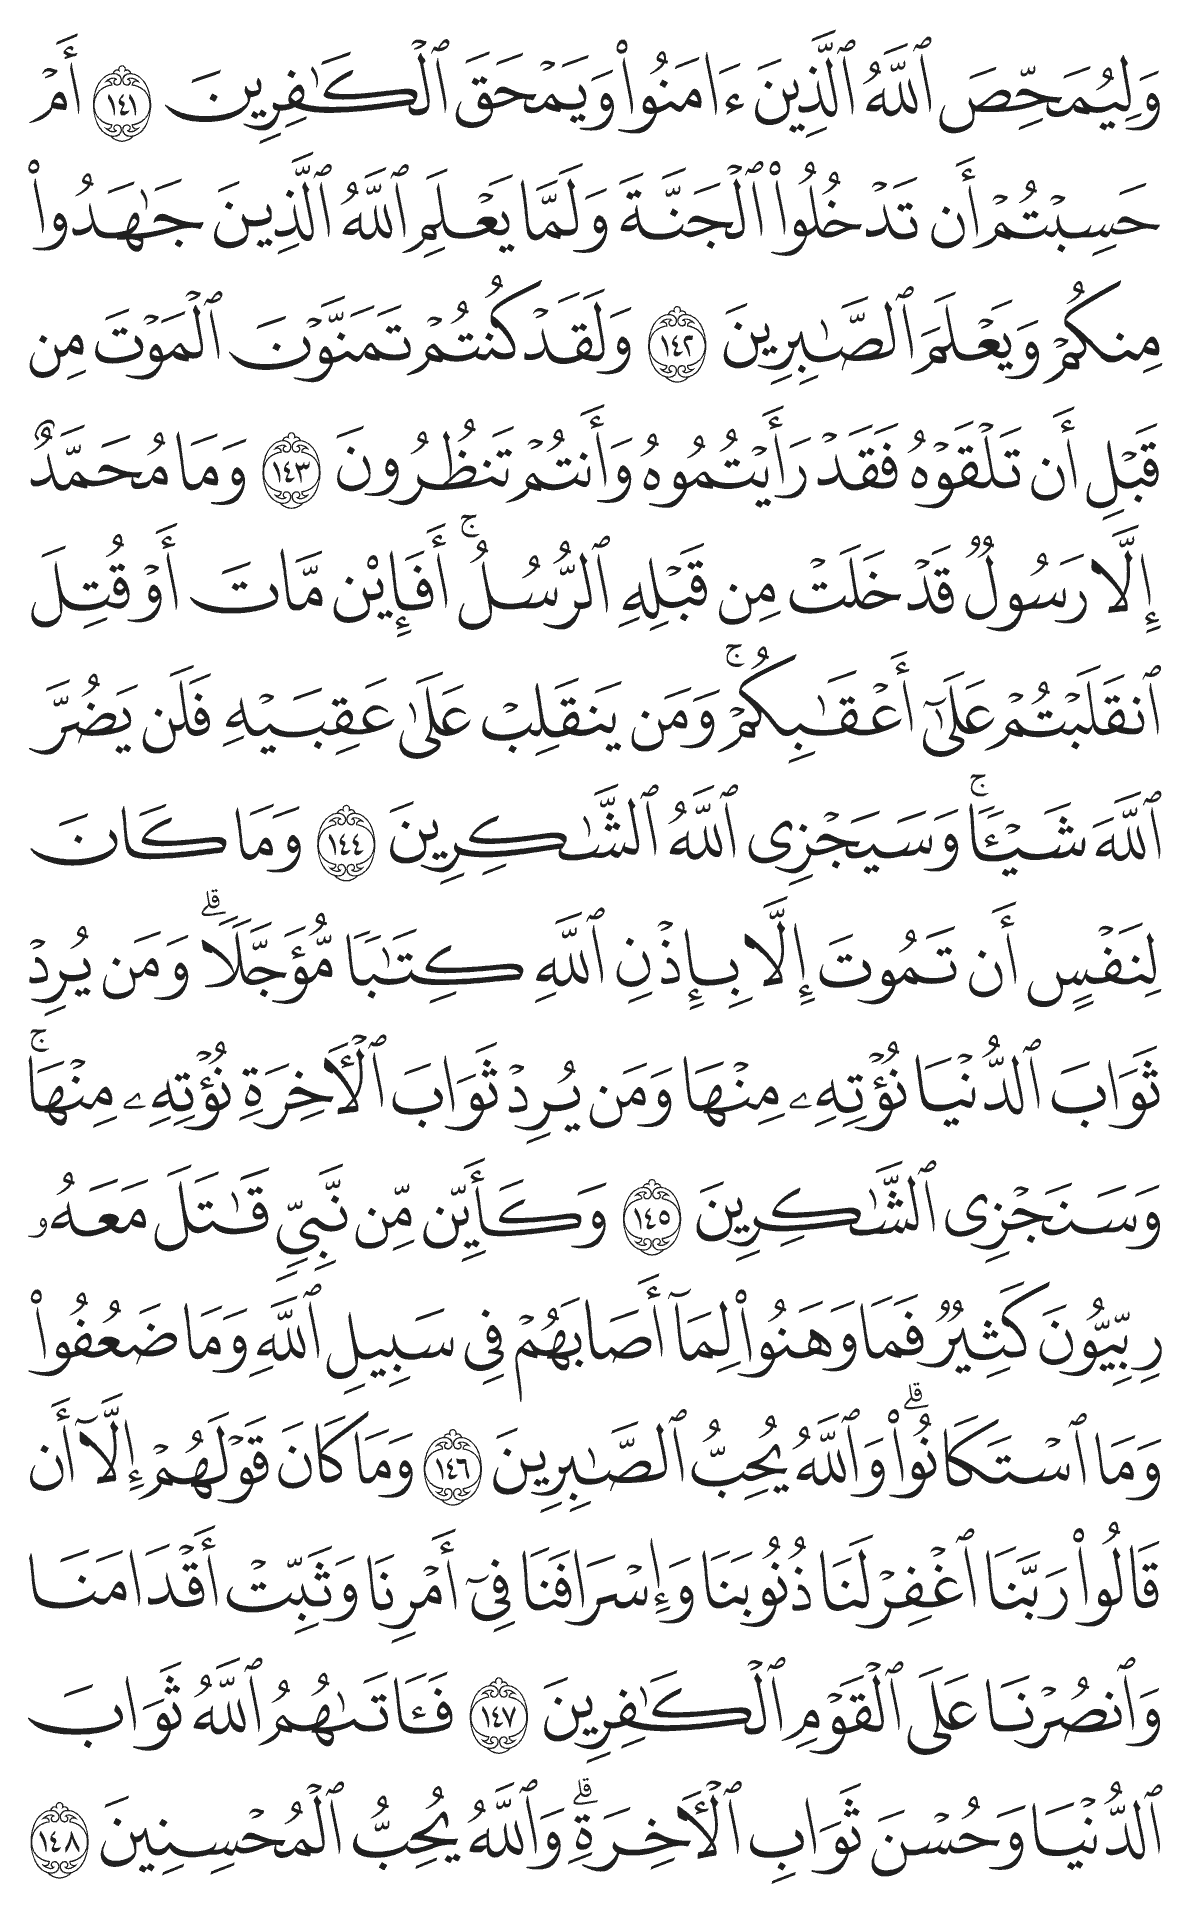 وَلِيُمَحِّصَ ٱللَّهُ ٱلَّذِينَ ءَامَنُوا۟ وَيَمْحَقَ ٱلْكَـٰفِرِينَ ١٤١ أَمْ
حَسِبْتُمْ أَن تَدْخُلُوا۟ ٱلْجَنَّةَ وَلَمَّا يَعْلَمِ ٱللَّهُ ٱلَّذِينَ جَـٰهَدُوا۟
مِنكُمْ وَيَعْلَمَ ٱلصَّـٰبِرِينَ ١٤٢ وَلَقَدْ كُنتُمْ تَمَنَّوْنَ ٱلْمَوْتَ مِن
قَبْلِ أَن تَلْقَوْهُ فَقَدْ رَأَيْتُمُوهُ وَأَنتُمْ تَنظُرُونَ ١٤٣ وَمَا مُحَمَّدٌ
إِلَّا رَسُولٌ قَدْ خَلَتْ مِن قَبْلِهِ ٱلرُّسُلُ ۚ أَفَإِي۟ن مَّاتَ أَوْ قُتِلَ
ٱنقَلَبْتُمْ عَلَىٰٓ أَعْقَـٰبِكُمْ ۚ وَمَن يَنقَلِبْ عَلَىٰ عَقِبَيْهِ فَلَن يَضُرَّ
ٱللَّهَ شَيْـًٔا ۗ وَسَيَجْزِى ٱللَّهُ ٱلشَّـٰكِرِينَ ١٤٤ وَمَا كَانَ
لِنَفْسٍ أَن تَمُوتَ إِلَّا بِإِذْنِ ٱللَّهِ كِتَـٰبًا مُّؤَجَّلًا ۗ وَمَن يُرِدْ
ثَوَابَ ٱلدُّنْيَا نُؤْتِهِۦ مِنْهَا وَمَن يُرِدْ ثَوَابَ ٱلْـَٔاخِرَةِ نُؤْتِهِۦ مِنْهَا ۚ
وَسَنَجْزِى ٱلشَّـٰكِرِينَ ١٤٥ وَكَأَيِّن مِّن نَّبِىٍّ قَـٰتَلَ مَعَهُۥ
رِبِّيُّونَ كَثِيرٌ فَمَا وَهَنُوا۟ لِمَآ أَصَابَهُمْ فِى سَبِيلِ ٱللَّهِ وَمَا ضَعُفُوا۟
وَمَا ٱسْتَكَانُوا۟ ۗ وَٱللَّهُ يُحِبُّ ٱلصَّـٰبِرِينَ ١٤٦ وَمَا كَانَ قَوْلَهُمْ إِلَّآ أَن
قَالُوا۟ رَبَّنَا ٱغْفِرْ لَنَا ذُنُوبَنَا وَإِسْرَافَنَا فِىٓ أَمْرِنَا وَثَبِّتْ أَقْدَامَنَا
وَٱنصُرْنَا عَلَى ٱلْقَوْمِ ٱلْكَـٰفِرِينَ ١٤٧ فَـَٔاتَىٰهُمُ ٱللَّهُ ثَوَابَ
ٱلدُّنْيَا وَحُسْنَ ثَوَابِ ٱلْـَٔاخِرَةِ ۗ وَٱللَّهُ يُحِبُّ ٱلْمُحْسِنِينَ ١٤٨